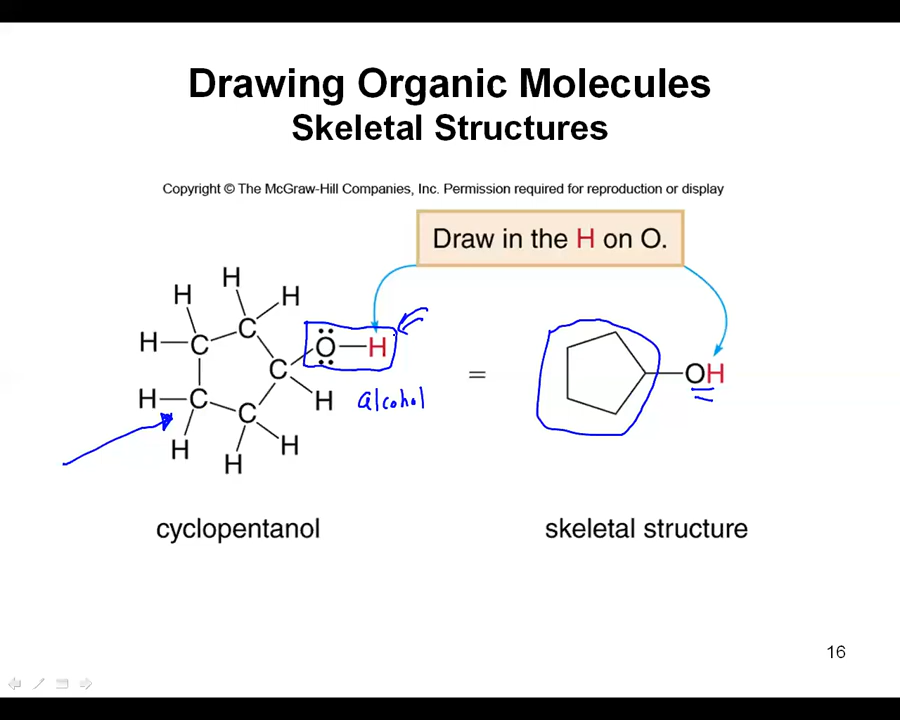 Drawing Organic Molecules
Skeletal Structures
Copyright © The McGraw-Hill Companies, Inc. Permission required for reproduction or display
Draw in the H on O.
H
H H
H C C
O H
C
H C C H alcohol
H H H
= OH
cyclopentanol skeletal structure
16